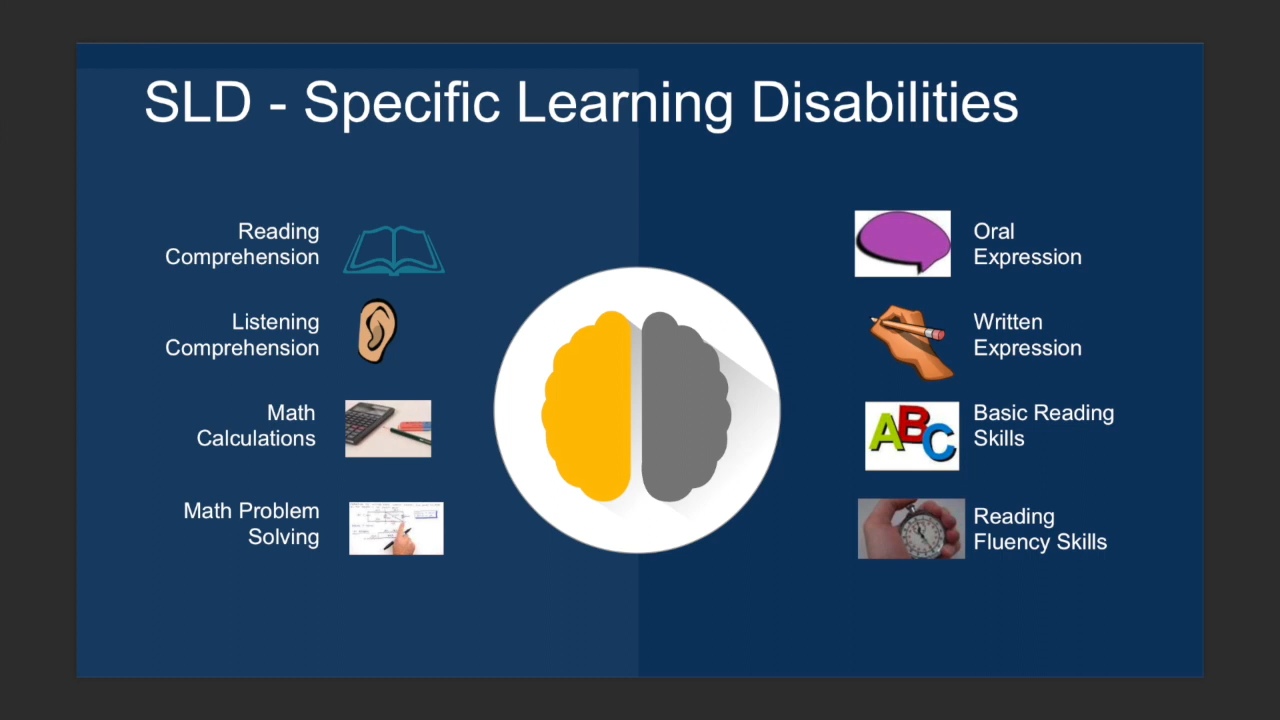 SLD - Specific Learning Disabilities
Reading
Comprehension
Listening
Comprehension
Math
Calculations
Math Problem
Solving
Oral
Expression
Written
Expression
ABC
Basic Reading
Skills
Reading
Fluency Skills